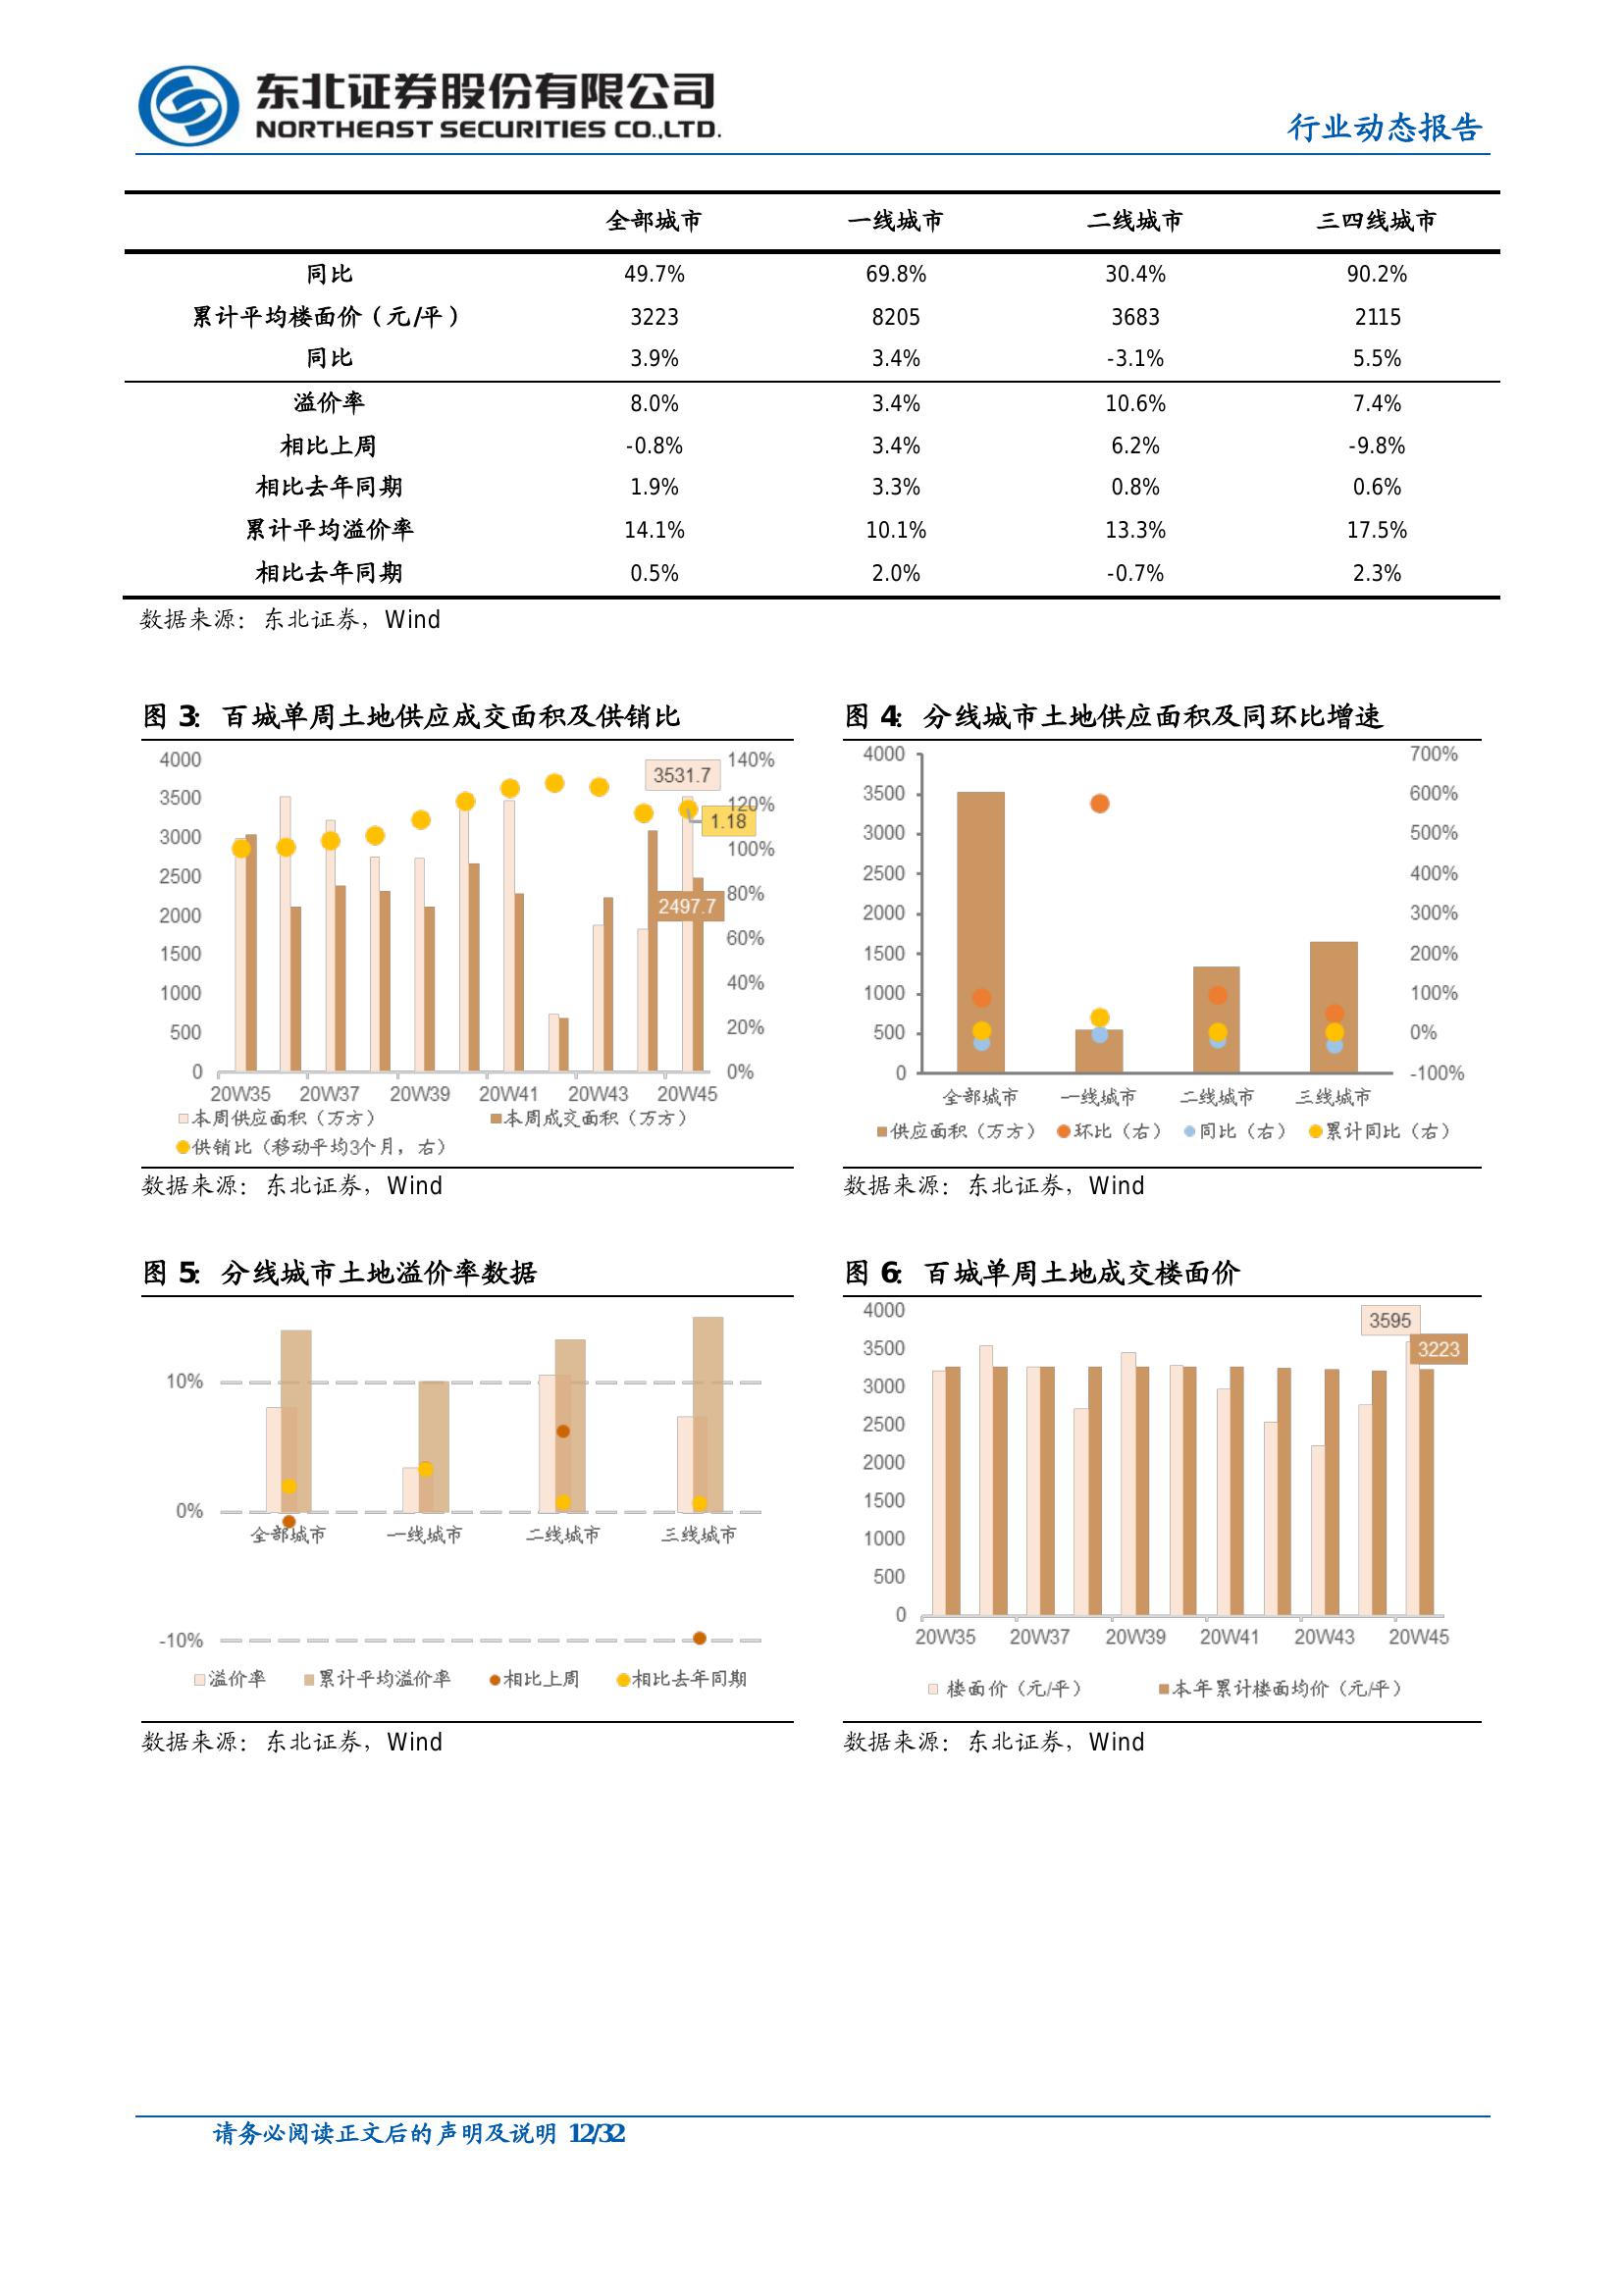 东北证券股份有限公司
NORTHEAST SECURITIES CO.,LTD.
行业动态报告
全部城市 一线城市 二线城市 三四线城市
同比 49.7% 69.8% 30.4% 90.2%
累计平均楼面价（元/平） 3223 8205 3683 2115
同比 3.9% 3.4% -3.1% 5.5%
溢价率 8.0% 3.4% 10.6% 7.4%
相比上周 -0.8% 3.4% 6.2% -9.8%
相比去年同期 1.9% 3.3% 0.8% 0.6%
累计平均溢价率 14.1% 10.1% 13.3% 17.5%
相比去年同期 0.5% 2.0% -0.7% 2.3%
数据来源：东北证券，Wind
图 3：百城单周土地供应成交面积及供销比
4000
3500
3000
2500
2000
1500
1000
500
0
140%
120%
100%
80%
60%
40%
20%
0%
3531.7
1.18
2497.7
20W35 20W37 20W39 20W41 20W43 20W45
本周供应面积（万方） 本周成交面积（万方）
供销比（移动平均3个月，右）
数据来源：东北证券，Wind
图 4：分线城市土地供应面积及同环比增速
4000
3500
3000
2500
2000
1500
1000
500
0
700%
600%
500%
400%
300%
200%
100%
0%
-100%
全部城市 一线城市 二线城市 三线城市
供应面积（万方） 环比（右） 同比（右） 累计同比（右）
数据来源：东北证券，Wind
图 5：分线城市土地溢价率数据
10%
0%
-10%
全部城市 一线城市 二线城市 三线城市
溢价率 累计平均溢价率 相比上周 相比去年同期
数据来源：东北证券，Wind
图 6：百城单周土地成交楼面价
4000
3500
3000
2500
2000
1500
1000
500
0
3595
3223
20W35 20W37 20W39 20W41 20W43 20W45
楼面价（元/平） 本年累计楼面均价（元/平）
数据来源：东北证券，Wind
请务必阅读正文后的声明及说明 12/32